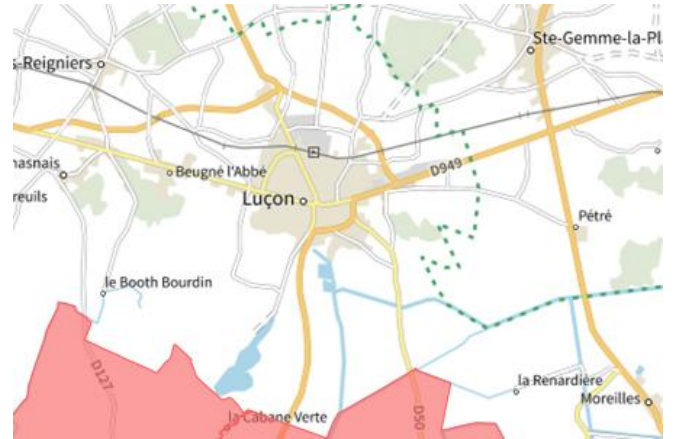 Ste-Gemme-la-Pl
s-Reigniers
nasnais
Beugné l'Abbé
D949
reuils
Luçon
Pétré
le Booth Bourdin
D127
la Renardière
Moreilles
la Cabane Verte
D50